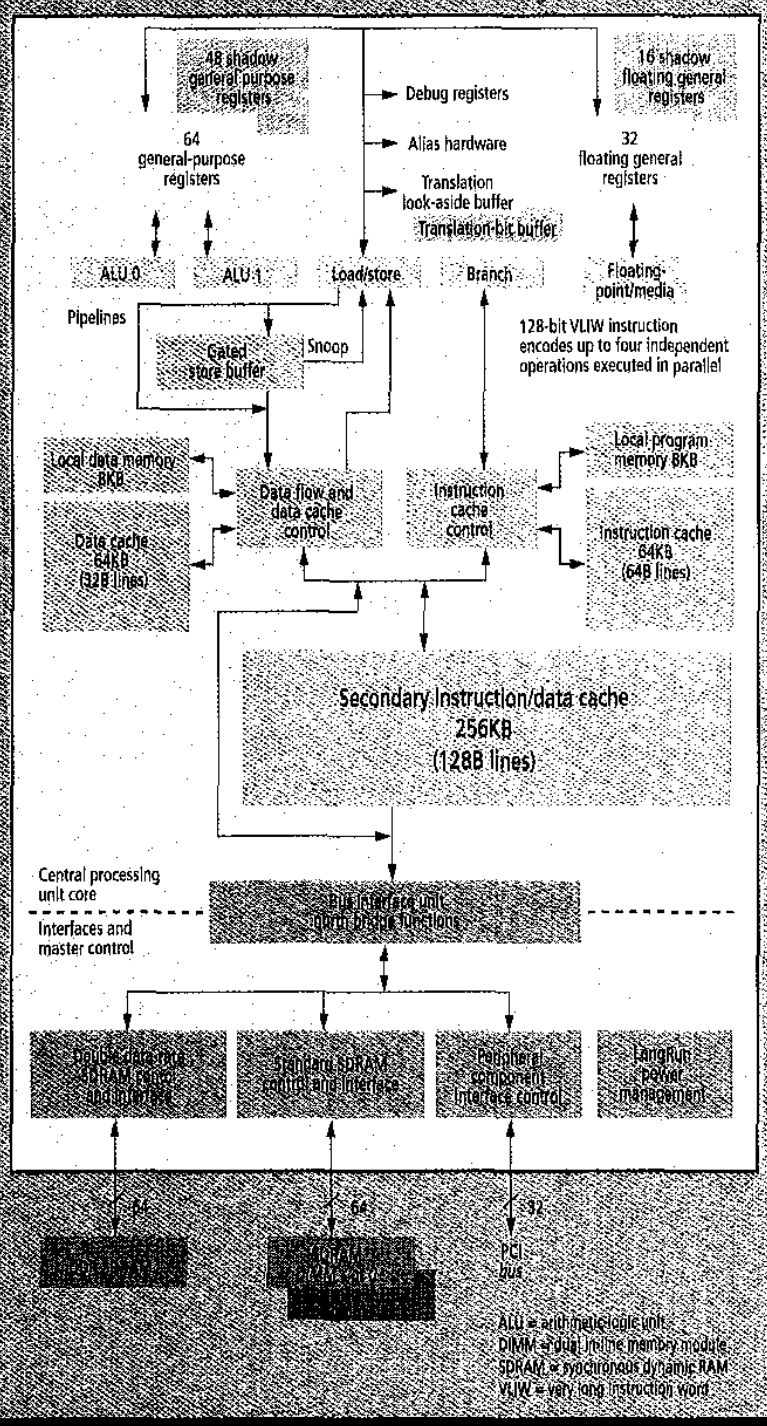 48 shadow
general purpose
registers
16 shadow
floating general
registers
Debug registers
64
general-purpose
registers
Alias hardware
32
floating general
registers
Translation
look-aside buffer
Translation-bit buffer
ALU 0
ALU 1
Load/store
Branch
Floating-
point/media
Pipelines
Gated
store buffer
Snoop
128-bit VLIW instruction
encodes up to four independent
operations executed in parallel
Local data memory
8KB
Data flow and
data cache
control
Instruction
cache
control
Local program
memory 8KB
Data cache
64KB
(32B lines)
Instruction cache
64KB
(64B lines)
Secondary Instruction/data cache
256KB
(128B lines)
Central processing
unit core
Bus interface unit
north bridge functions
Interfaces and
master control
Double data-rate
SDRAM control
and interface
Standard SDRAM
control and interface
Peripheral
component
interface control
LongRun
power
management
64
64
32
SDRAM
DIMM
PCI
bus
ALU = arithmetic-logic unit
DIMM = dual in-line memory module
SDRAM = synchronous dynamic RAM
VLIW = very long instruction word